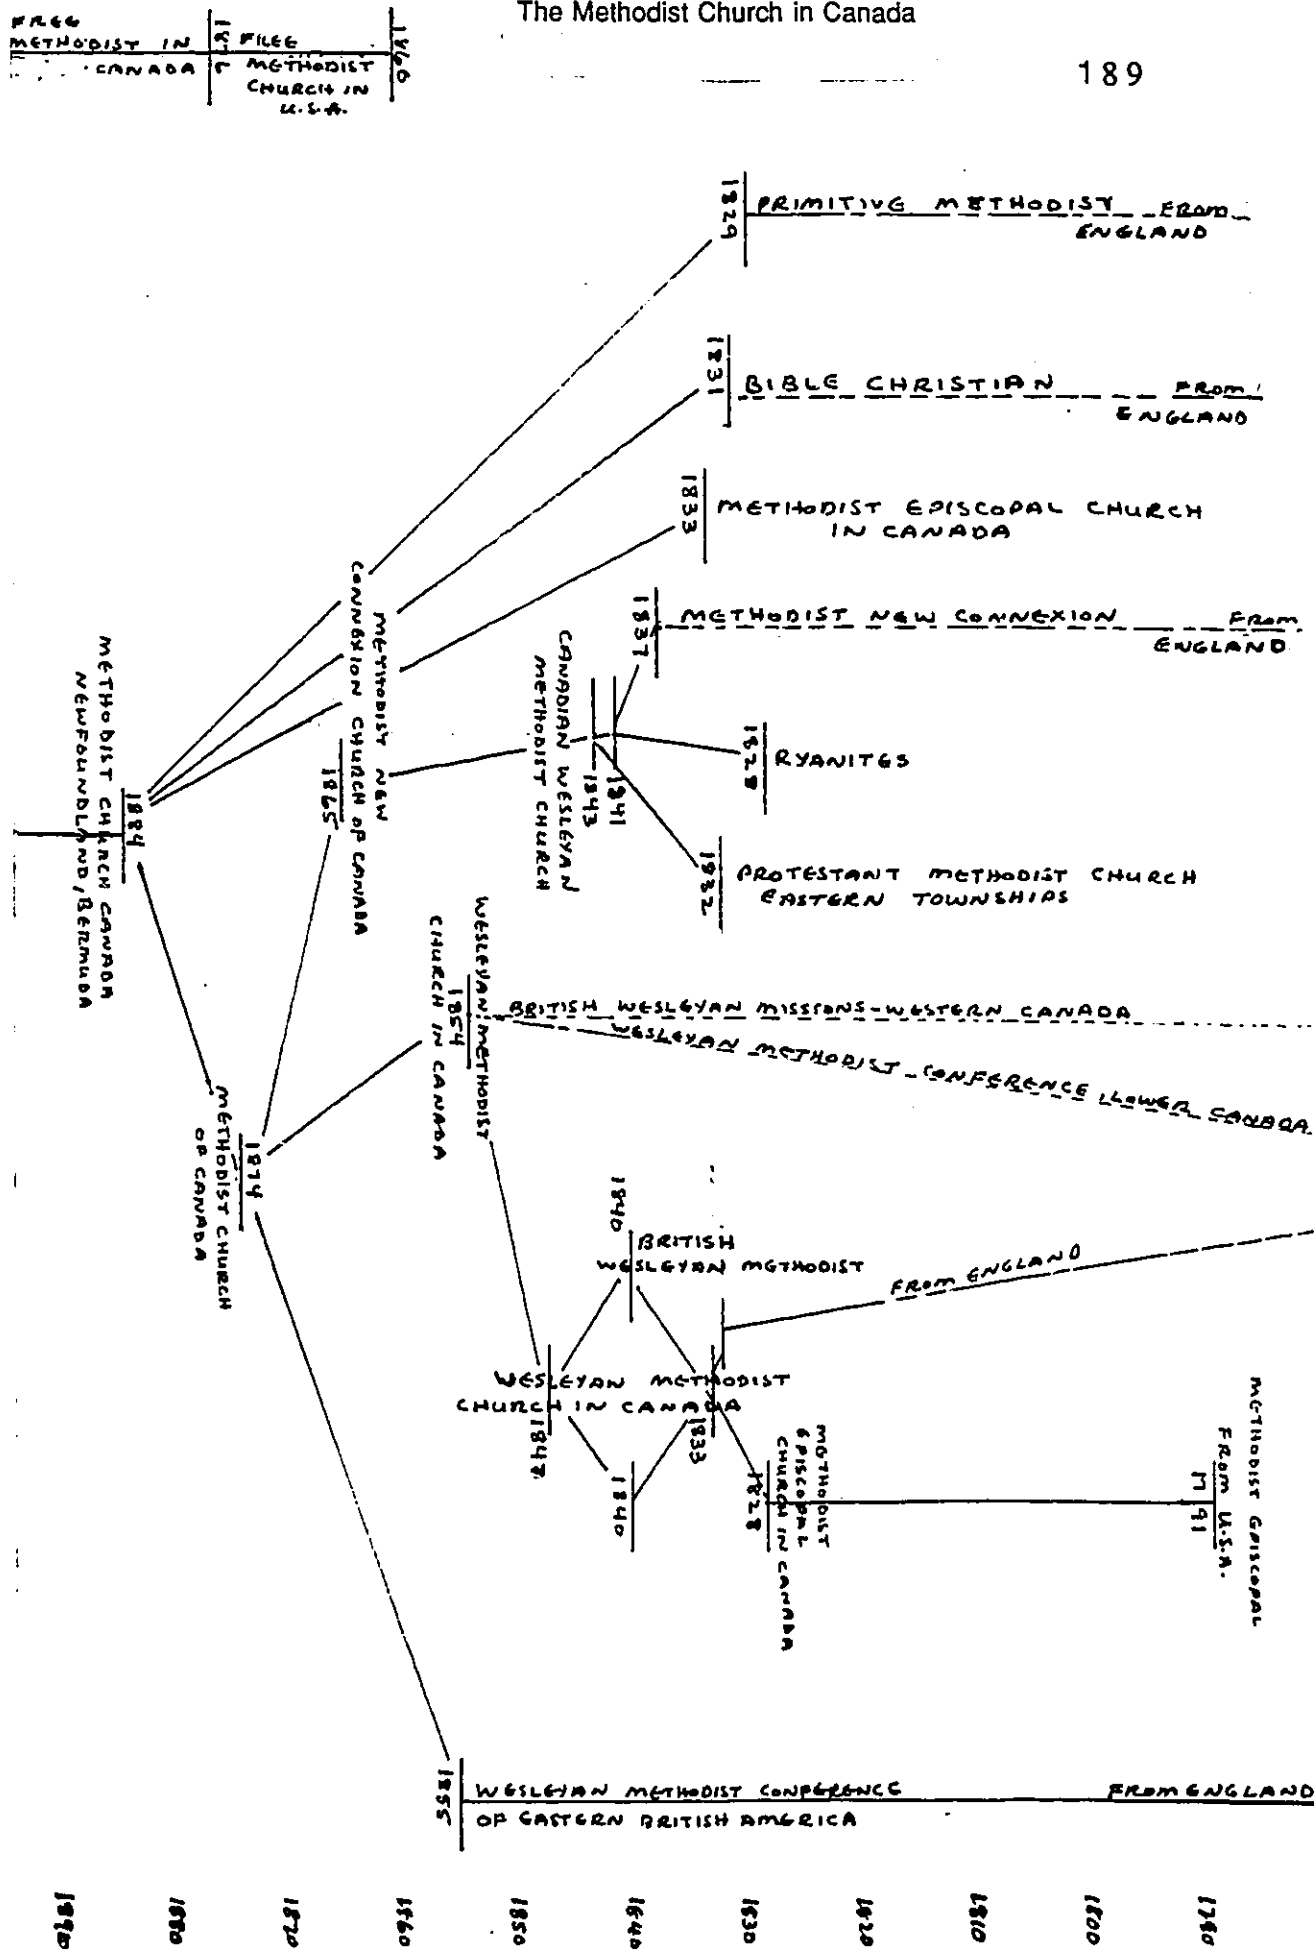 The Methodist Church in Canada
189
FREE
METHODIST IN
CANADA
1875
FREE
METHODIST
CHURCH IN
U.S.A.
1860
1829
PRIMITIVE METHODIST FROM
ENGLAND
1831
BIBLE CHRISTIAN FROM
ENGLAND
1833
METHODIST EPISCOPAL CHURCH
IN CANADA
1837
METHODIST NEW CONNEXION FROM
ENGLAND
1828
RYANITES
1832
PROTESTANT METHODIST CHURCH
EASTERN TOWNSHIPS
1841
1843
CANADIAN WESLEYAN
METHODIST CHURCH
METHODIST NEW
CONNEXION CHURCH OF CANADA
1865
1884
METHODIST CHURCH CANADA
NEWFOUNDLAND, BERMUDA
WESLEYAN METHODIST
1854
CHURCH IN CANADA
BRITISH WESLEYAN MISSIONS-WESTERN CANADA
WESLEYAN METHODIST CONFERENCE LOWER CANADA
1874
METHODIST CHURCH
OF CANADA
1840
BRITISH
WESLEYAN METHODIST
FROM ENGLAND
WESLEYAN METHODIST
CHURCH IN CANADA
1847
1833
1840
METHODIST
EPISCOPAL
CHURCH IN CANADA
1828
METHODIST EPISCOPAL
FROM U.S.A.
1791
1855
WESLEYAN METHODIST CONFERENCE FROM ENGLAND
OF EASTERN BRITISH AMERICA
1890
1880
1870
1860
1850
1840
1830
1820
1810
1800
1790